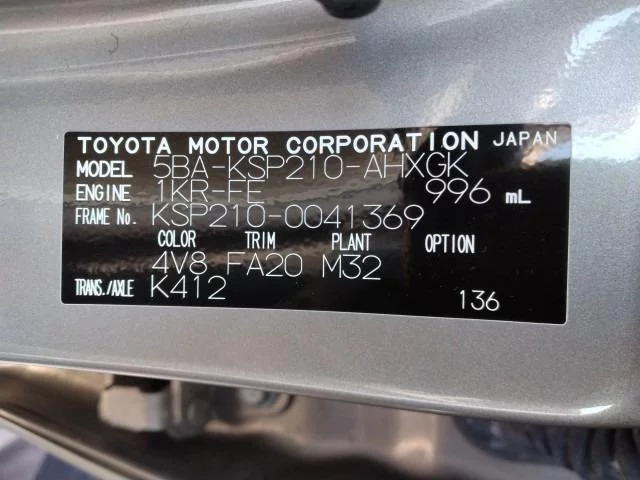 TOYOTA MOTOR CORPORATION JAPAN
MODEL 5BA-KSP210-AHXGK
ENGINE 1KR-FE 996 mL
FRAME No. KSP210-0041369
COLOR TRIM PLANT OPTION
4V8 FA20 M32
TRANS./AXLE K412
136